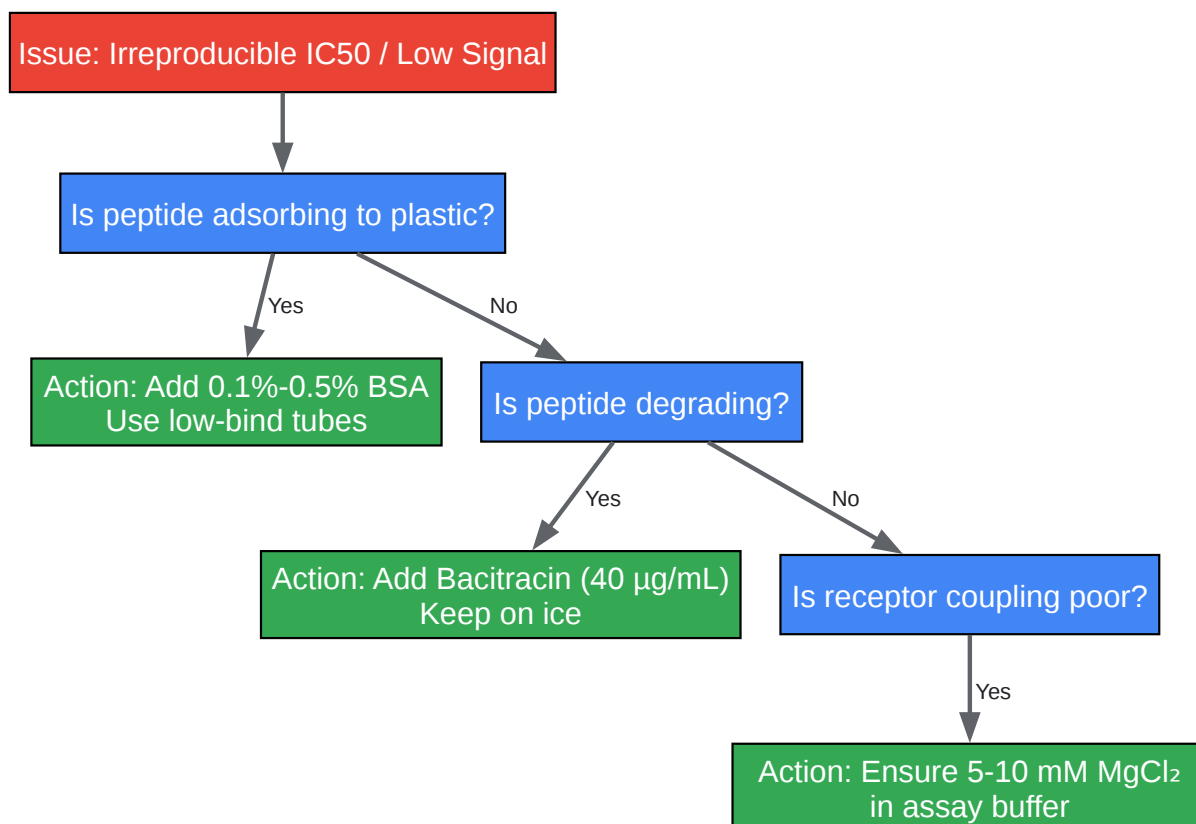 Issue: Irreproducible IC50 / Low Signal
Is peptide adsorbing to plastic?
Yes
No
Action: Add 0.1%-0.5% BSA
Use low-bind tubes
Is peptide degrading?
Yes
No
Action: Add Bacitracin (40 µg/mL)
Keep on ice
Is receptor coupling poor?
Yes
Action: Ensure 5-10 mM MgCl₂
in assay buffer